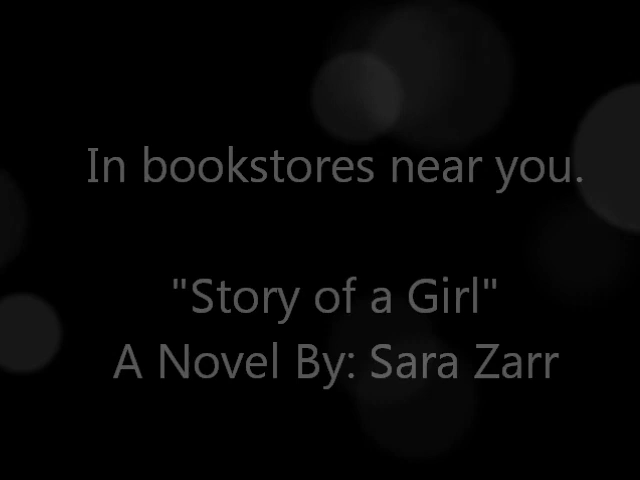 In bookstores near you.
"Story of a Girl"
A Novel By: Sara Zarr